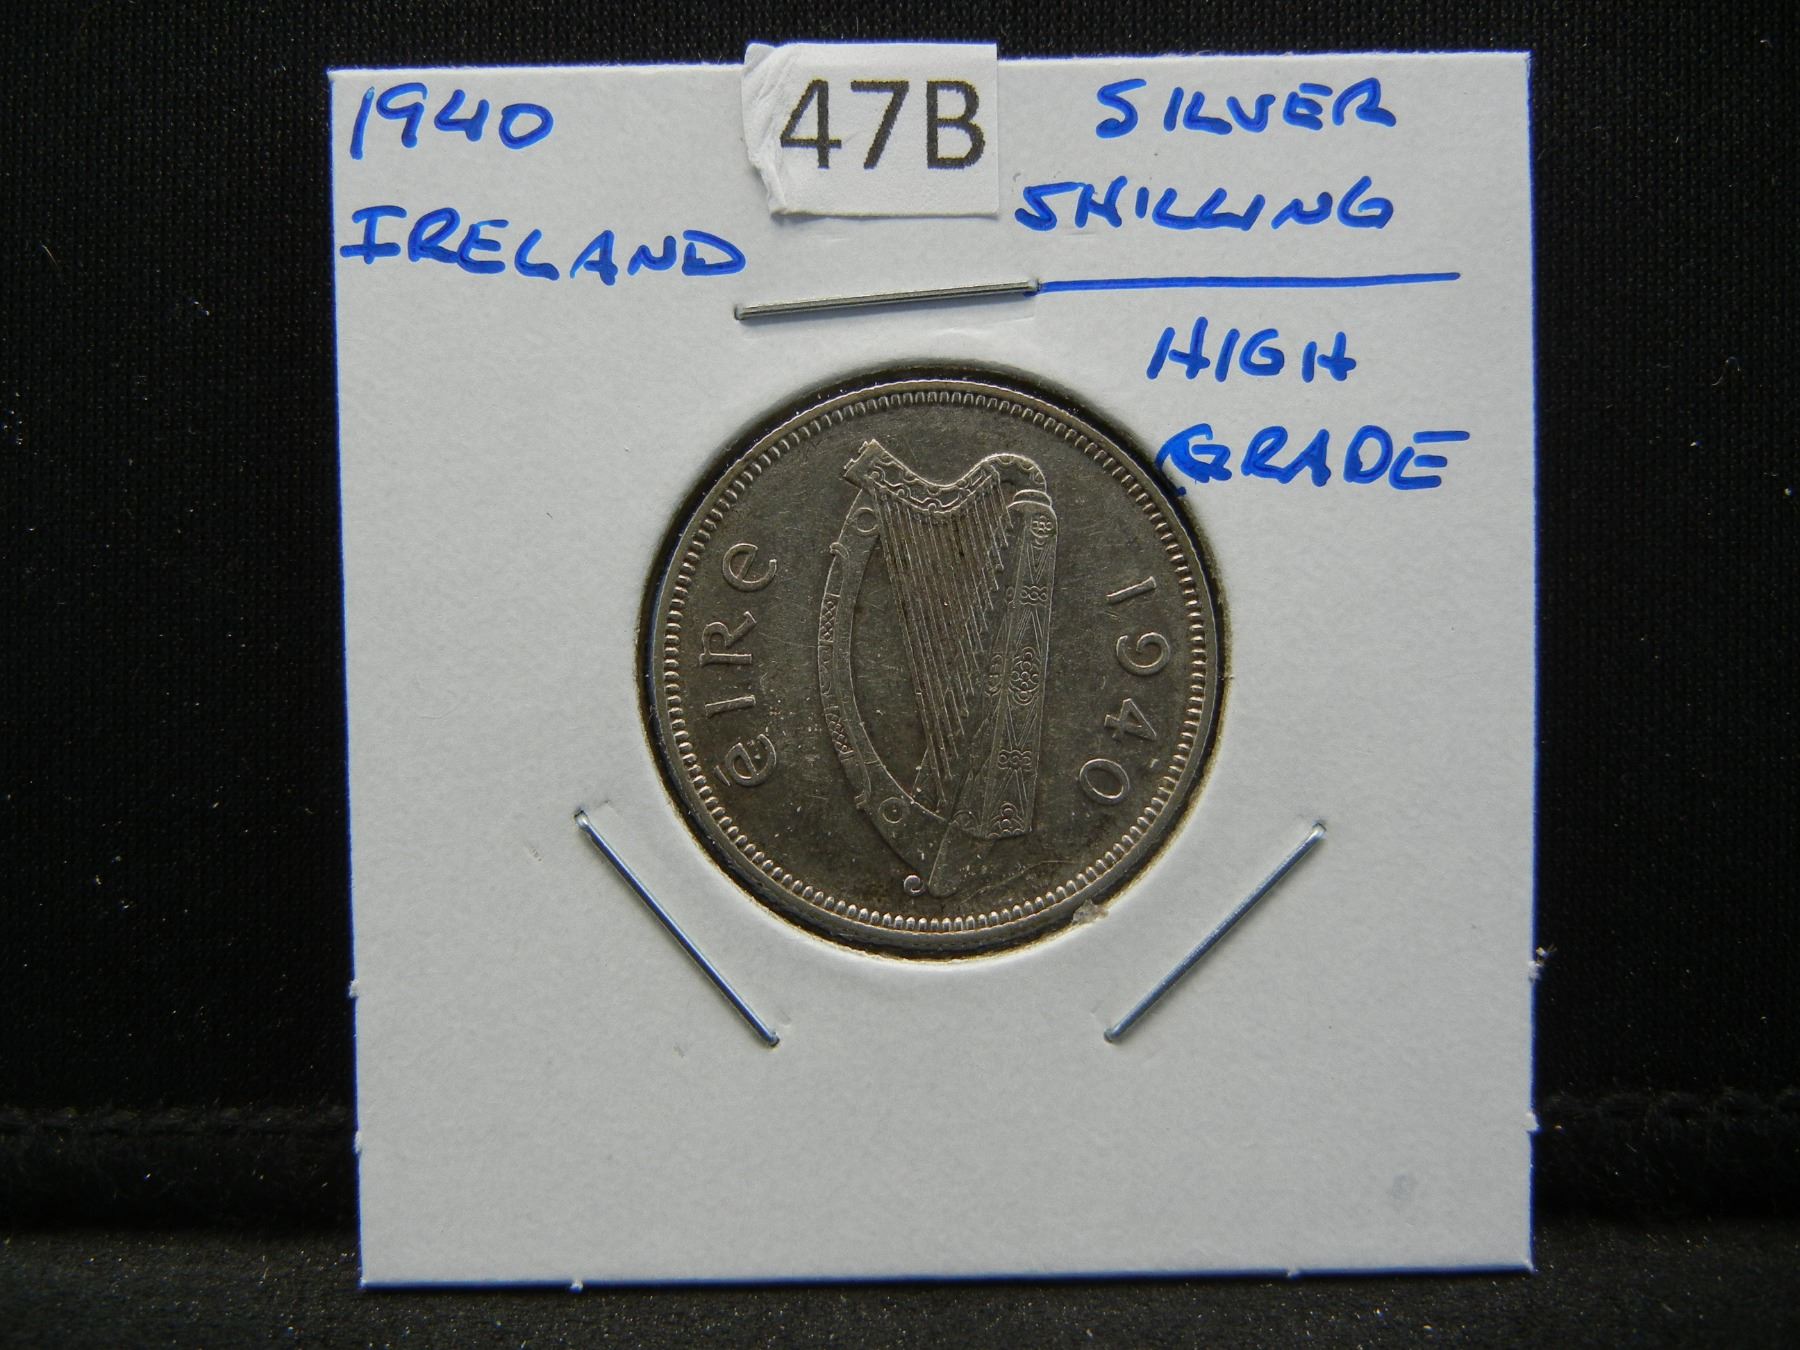 1940
IRELAND
47B
SILVER
SHILLING
HIGH
GRADE
éIRe
1940